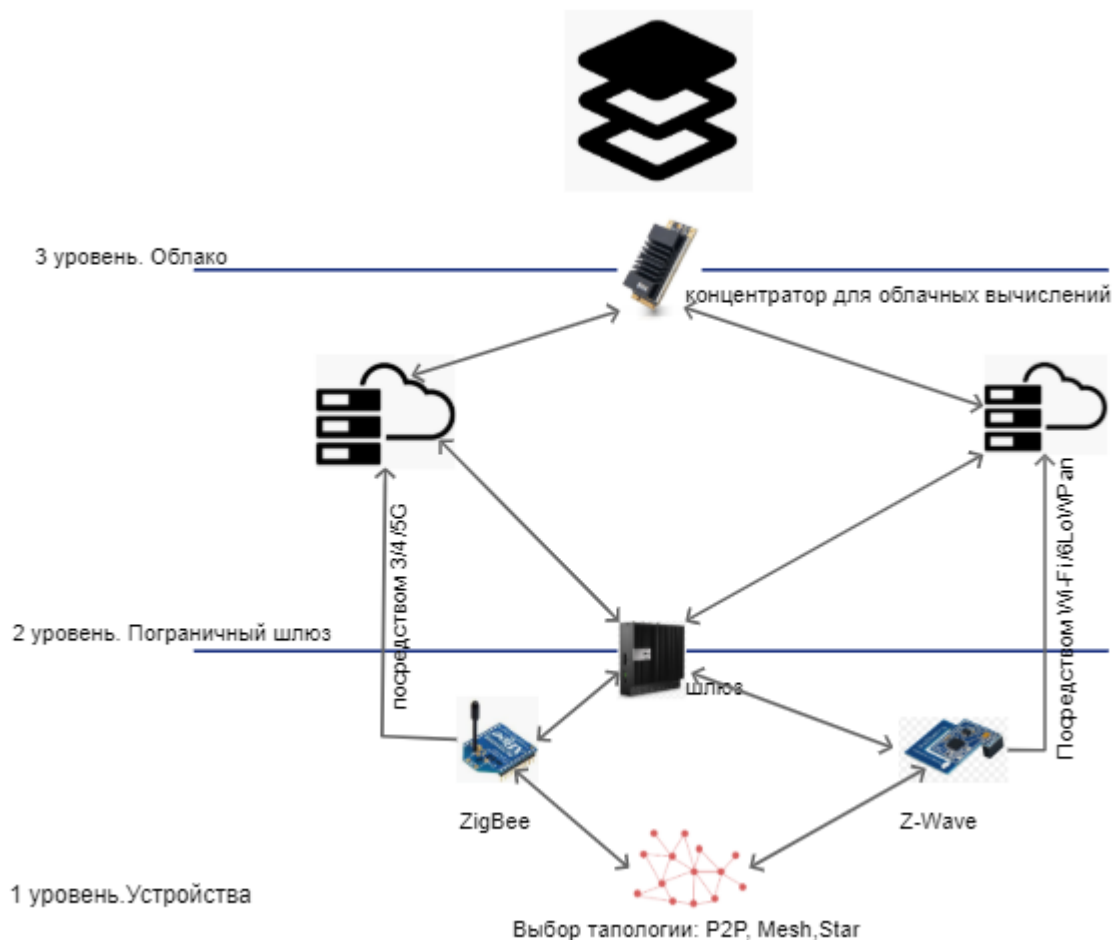 3 уровень. Облако
концентратор для облачных вычислений
посредством 3/4/5G
Посредством Wi-Fi/6LoWPan
2 уровень. Пограничный шлюз
шлюз
ZigBee
Z-Wave
1 уровень.Устройства
Выбор тапологии: P2P, Mesh,Star